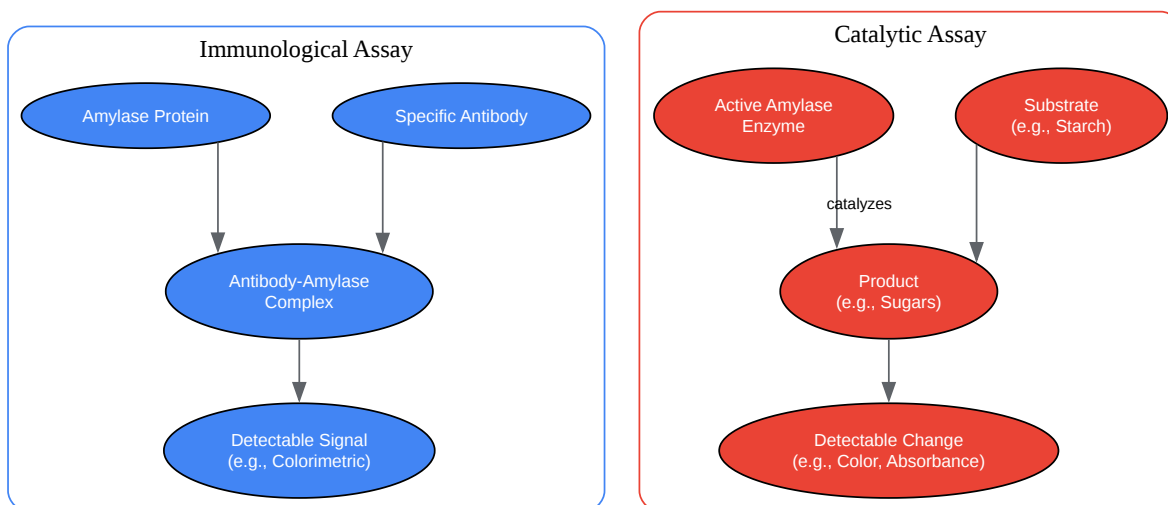 Immunological Assay
Amylase Protein
Specific Antibody
Antibody-Amylase
Complex
Detectable Signal
(e.g., Colorimetric)
Catalytic Assay
Active Amylase
Enzyme
Substrate
(e.g., Starch)
catalyzes
Product
(e.g., Sugars)
Detectable Change
(e.g., Color, Absorbance)